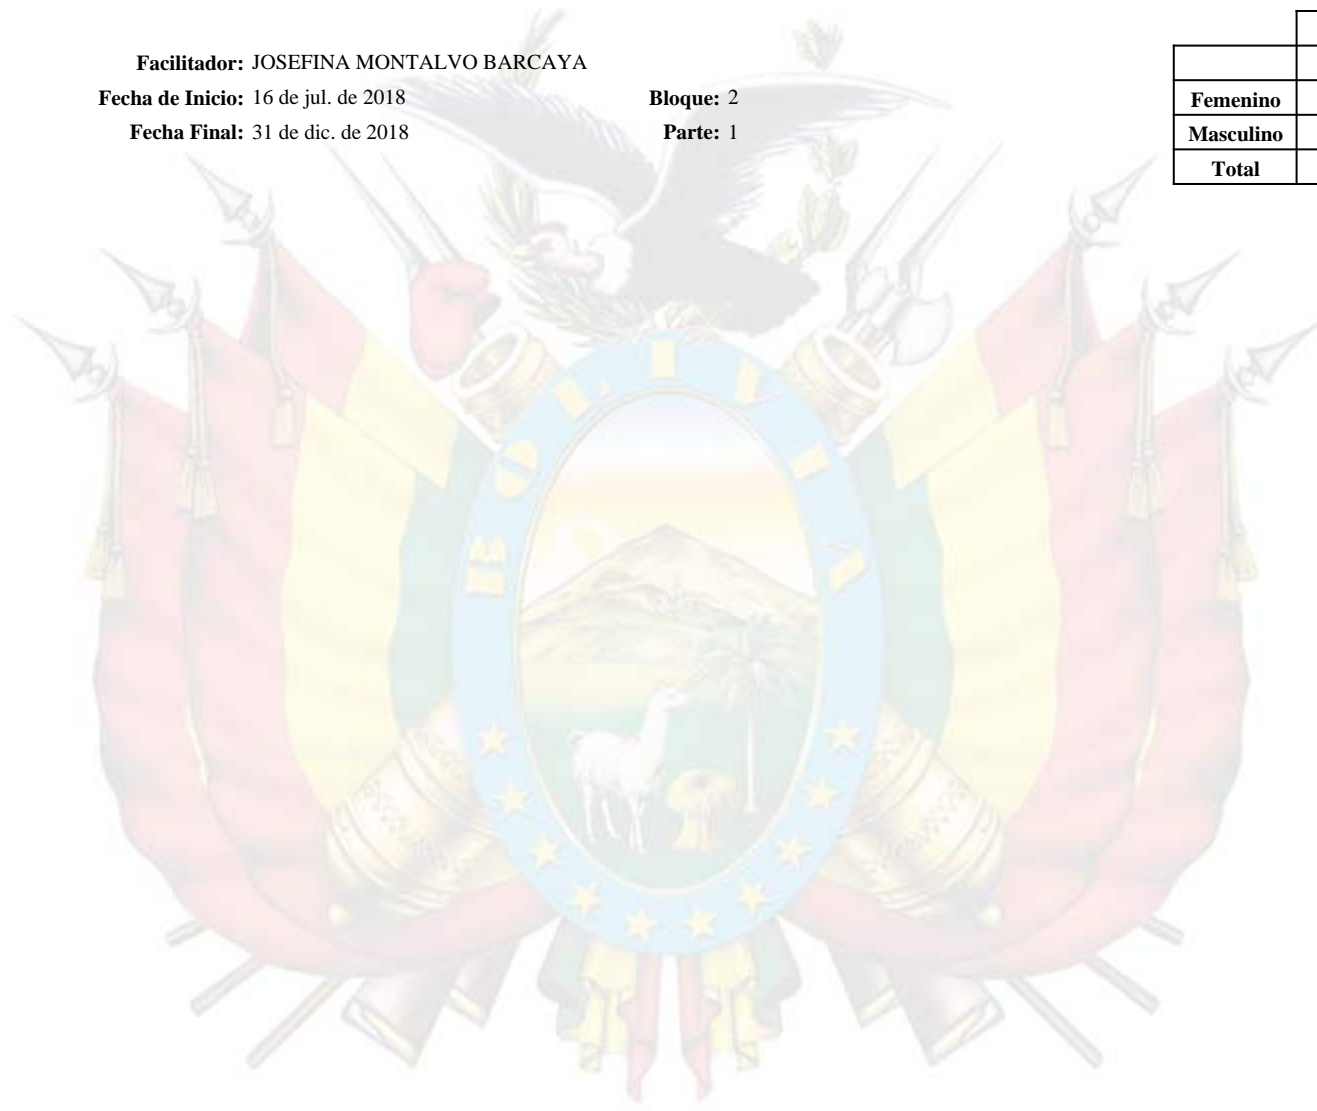 Facilitador: JOSEFINA MONTALVO BARCAYA
Fecha de Inicio: 16 de jul. de 2018 Bloque: 2
Fecha Final: 31 de dic. de 2018 Parte: 1
Femenino
Masculino
Total
BOLIVIA